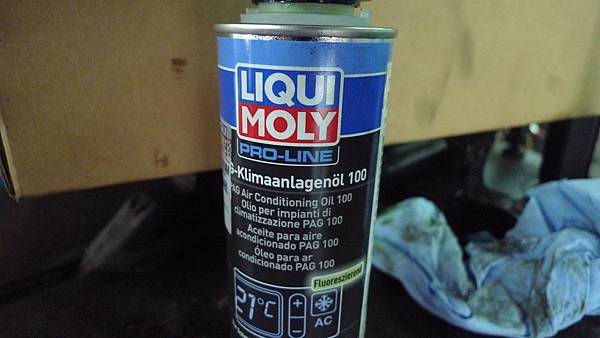 LIQUI
MOLY
PRO-LINE
-Klimaanlagenöl 100
Air Conditioning Oil 100
Olio per impianti di
climatizzazione PAG 100
Aceite para aire
acondicionado PAG 100
Óleo para ar
condicionado PAG 100
Fluoreszierend
21°C
+
-
AC